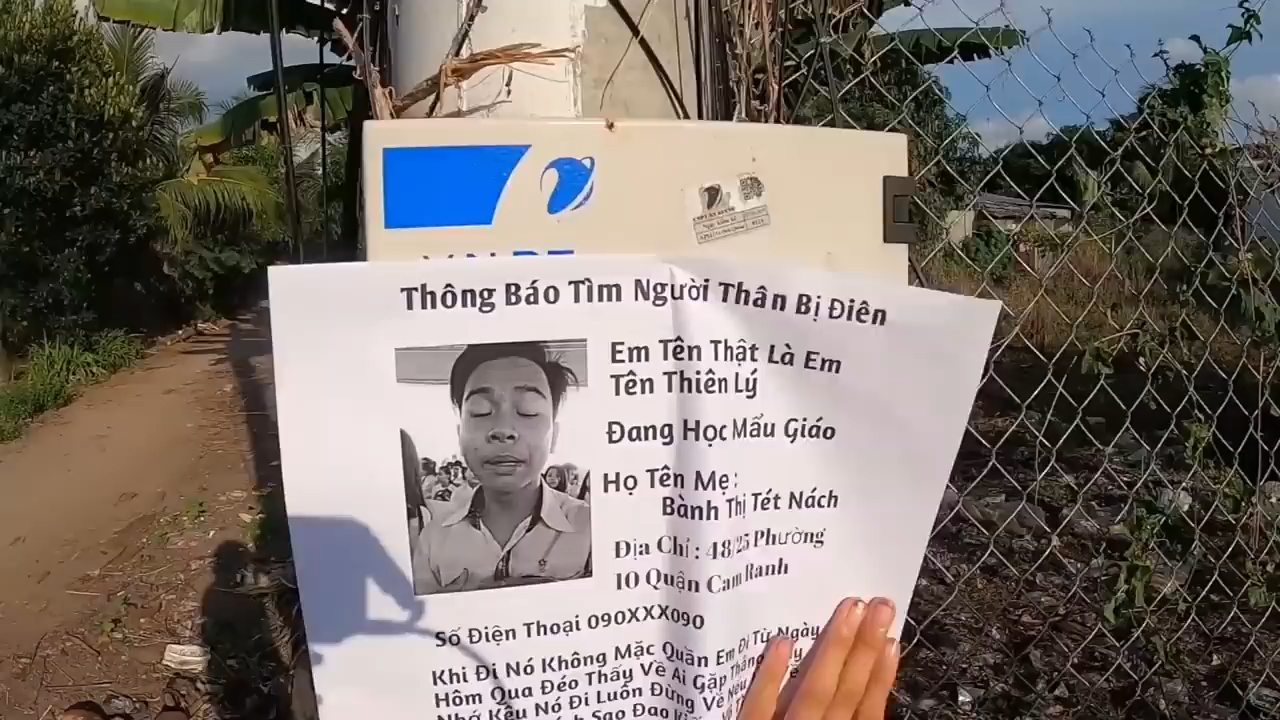 Thông Báo Tìm Người Thân Bị Điên
Em Tên Thật Là Em
Tên Thiên Lý
Đang Học Mẩu Giáo
Họ Tên Mẹ:
Bành Thị Tét Nách
Địa Chỉ : 48/25 Phường
10 Quận Cam Ranh
Số Điện Thoại 090XXX090
Khi Đi Nó Không Mặc Quần Em Đi Từ Ngày
Hôm Qua Đéo Thấy Về Ai Gặp
Nhớ Kêu Nó Đi Luôn Đừng Về
Sao